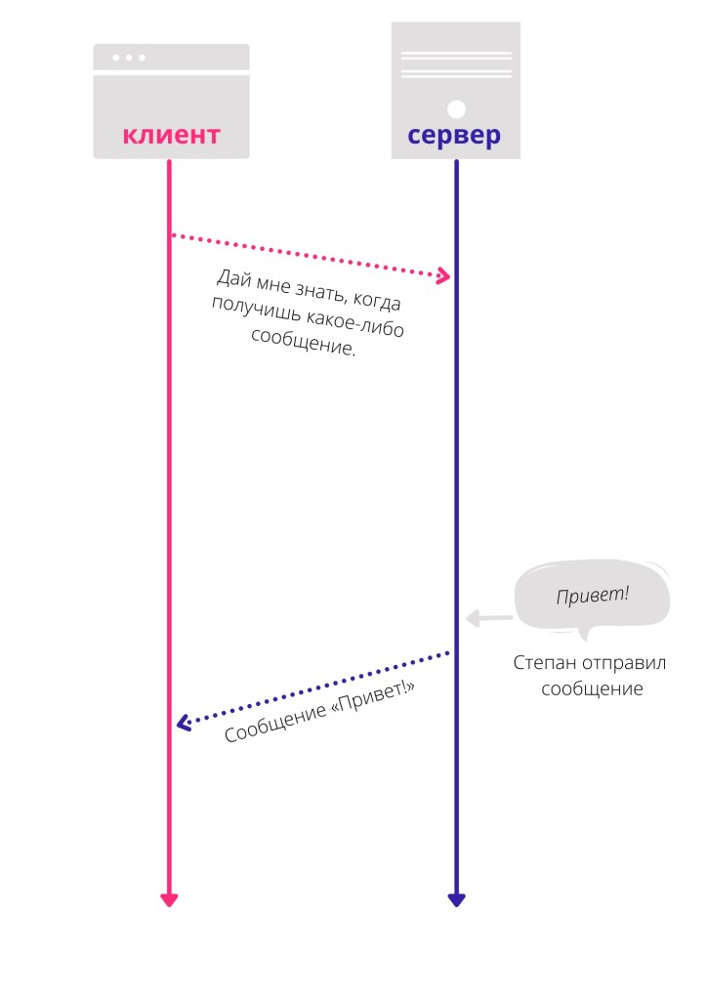 клиент
сервер
Дай мне знать, когда
получишь какое-либо
сообщение.
Привет!
Степан отправил
сообщение
Сообщение «Привет!»